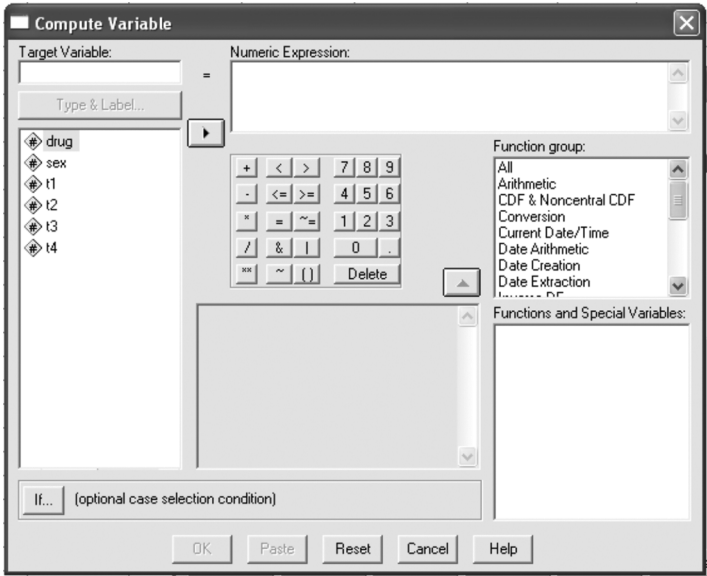 Compute Variable
Target Variable:
=
Numeric Expression:
Type & Label...
drug
sex
t1
t2
t3
t4
+ < > 7 8 9
- <= >= 4 5 6
* = ~= 1 2 3
/ & | 0 .
** ~ () Delete
Function group:
All
Arithmetic
CDF & Noncentral CDF
Conversion
Current Date/Time
Date Arithmetic
Date Creation
Date Extraction
Inverse DF
Functions and Special Variables:
If... (optional case selection condition)
OK Paste Reset Cancel Help